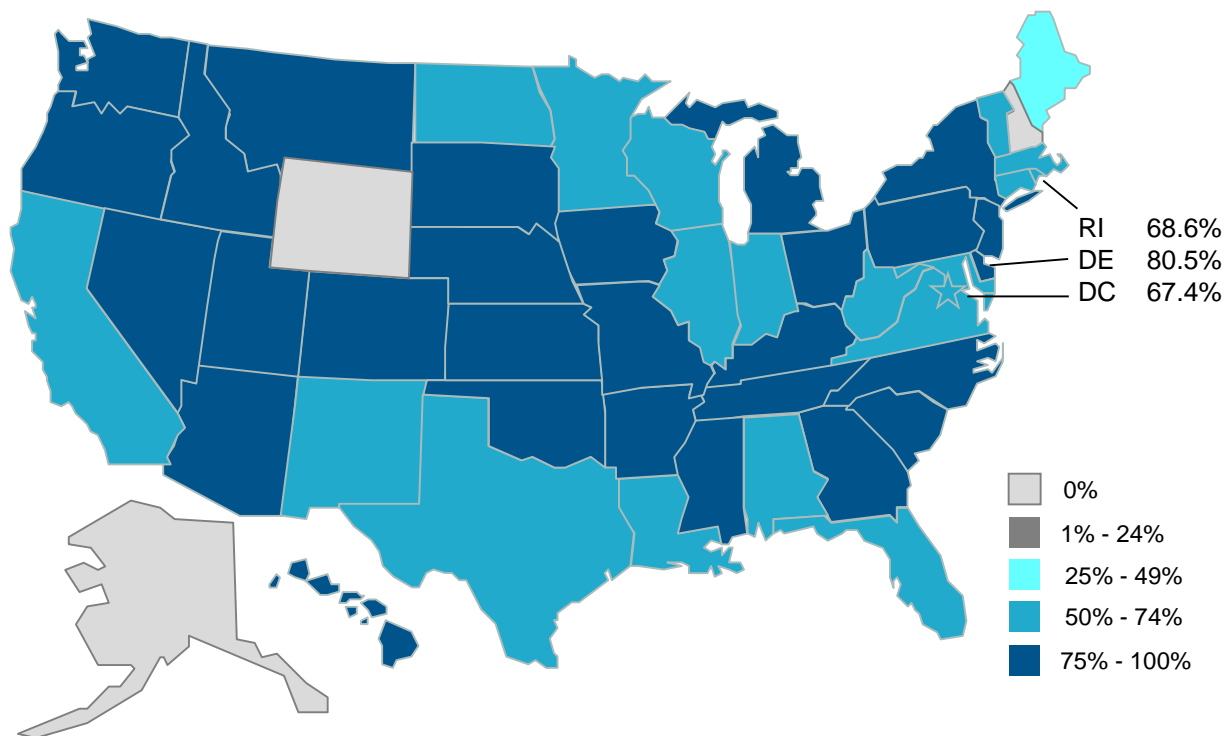 RI 68.6%
DE 80.5%
DC 67.4%
0%
1% - 24%
25% - 49%
50% - 74%
75% - 100%